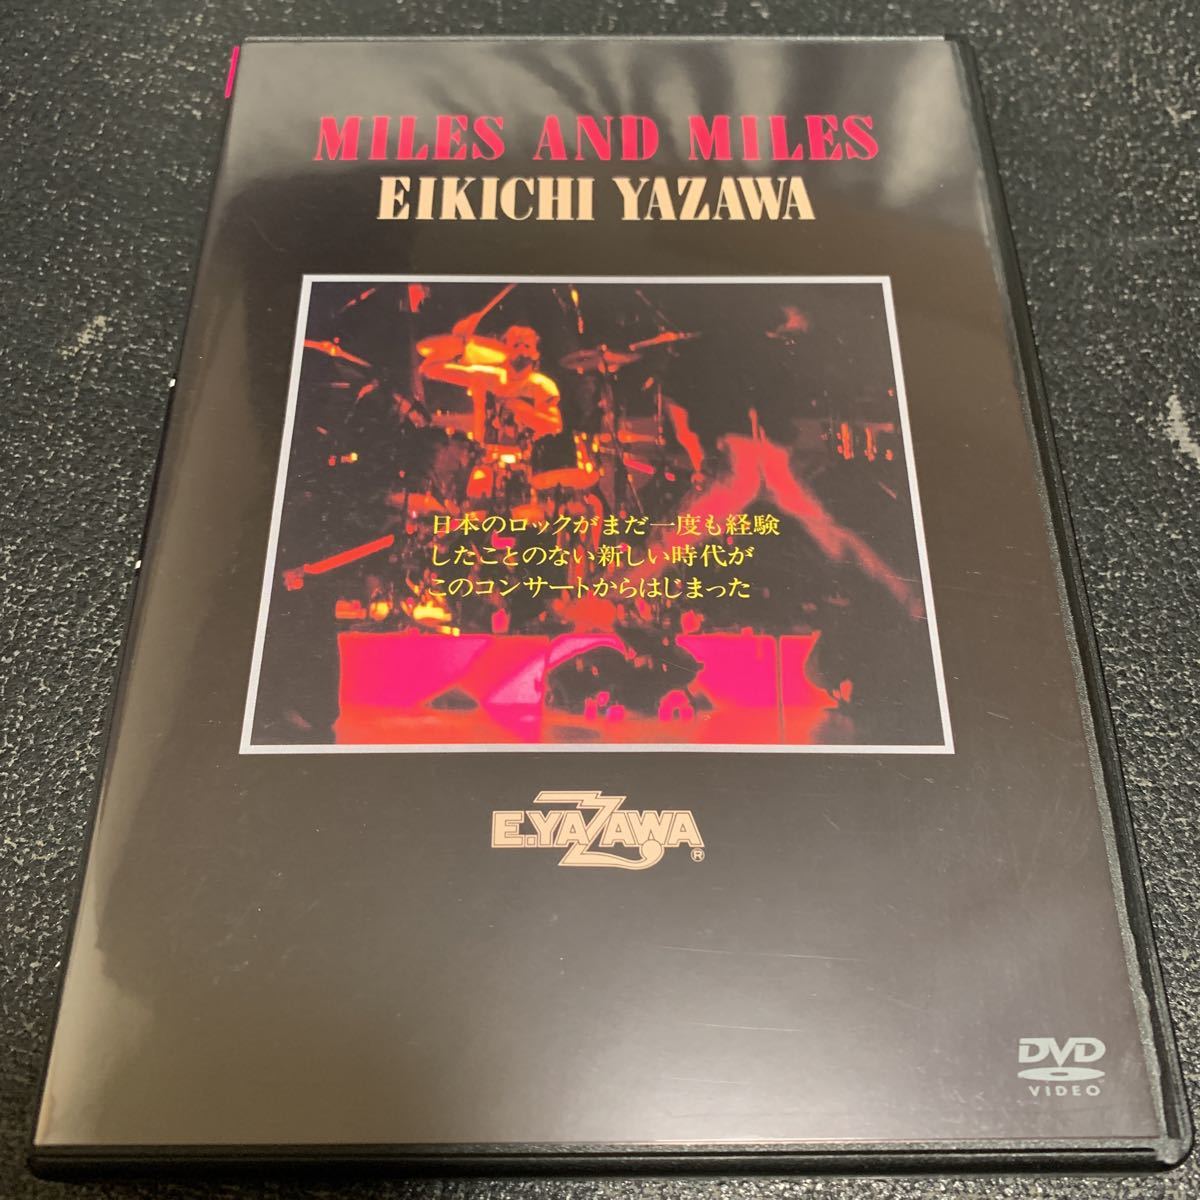 MILES AND MILES
EIKICHI YAZAWA
日本のロックがまだ一度も経験
したことのない新しい時代が
このコンサートからはじまった
E.YAZAWA
®
DVD
VIDEO